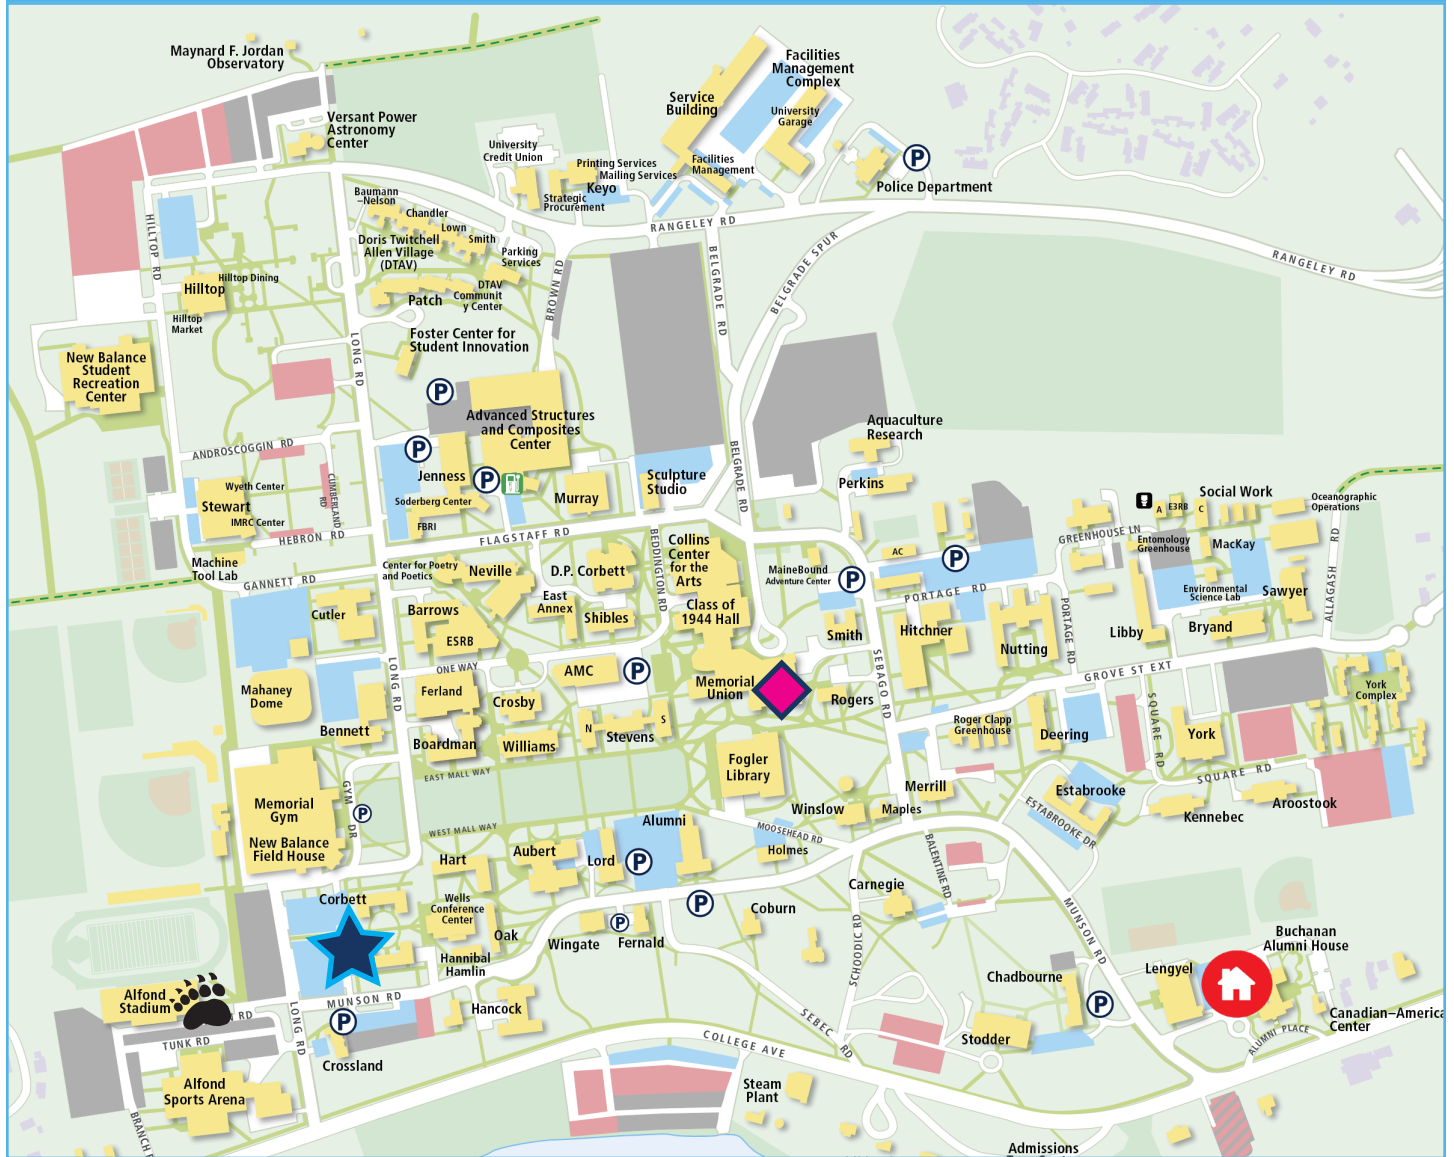 Maynard F. Jordan
Observatory
Versant Power
Astronomy
Center
Service
Building
Facilities
Management
Complex
University
Garage
University
Credit Union
Printing Services
Mailing Services
Keyo
Strategic
Procurement
Facilities
Management
P
Police Department
RANGELEY RD
RANGELEY RD
HILLTOP RD
Baumann
–Nelson
Chandler
Lown
Smith
Doris Twitchell
Allen Village
(DTAV)
Parking
Services
Patch
DTAV
Communit
y Center
BROWN RD
BELGRADE RD
BELGRADE SPUR
Hilltop
Hilltop Dining
Hilltop
Market
LONG RD
Foster Center for
Student Innovation
New Balance
Student
Recreation
Center
P
Advanced Structures
and Composites
Center
P
Jenness
P
Soderberg Center
FBRI
Murray
Sculpture
Studio
BELGRADE RD
Aquaculture
Research
Perkins
ANDROSCOGGIN RD
CUMBERLAND
RD
Wyeth Center
Stewart
IMRC Center
HEBRON RD
FLAGSTAFF RD
Machine
Tool Lab
GANNETT RD
Center for Poetry
and Poetics
Neville
D.P. Corbett
BEDDINGTON RD
Collins
Center
for the
Arts
Class of
1944 Hall
MaineBound
Adventure Center
P
AC
P
PORTAGE RD
GREENHOUSE LN
A
E3RB
C
Social Work
Oceanographic
Operations
Entomology
Greenhouse
MacKay
Environmental
Science Lab
Sawyer
ALLAGASH RD
Cutler
Barrows
ESRB
East
Annex
Shibles
Smith
Hitchner
Nutting
PORTAGE RD
Libby
Bryand
GROVE ST EXT
ONE WAY
AMC
P
Memorial
Union
Rogers
SEBAGO RD
Mahaney
Dome
LONG RD
Ferland
Crosby
Bennett
Boardman
Williams
N
Stevens
S
Fogler
Library
Roger Clapp
Greenhouse
Deering
SQUARE RD
York
York
Complex
SQUARE RD
EAST MALL WAY
GYM DR
Memorial
Gym
New Balance
Field House
P
WEST MALL WAY
Alumni
Winslow
Merrill
Maples
Estabrooke
ESTABROOKE DR
Kennebec
Aroostook
MOOSEHEAD RD
Holmes
Hart
Aubert
Lord
P
BALENTINE RD
Corbett
Wells
Conference
Center
Oak
P
Coburn
Carnegie
Wingate
P
Fernald
SCHOODIC RD
MUNSON RD
Buchanan
Alumni House
Hannibal
Hamlin
Chadbourne
P
Lengyel
Alfond
Stadium
RD
MUNSON RD
Hancock
P
LONG RD
TUNK RD
Crossland
COLLEGE AVE
SEBEC RD
Stodder
ALUMNI PLACE
Canadian–America
Center
Alfond
Sports Arena
BRANCH
Steam
Plant
Admissions